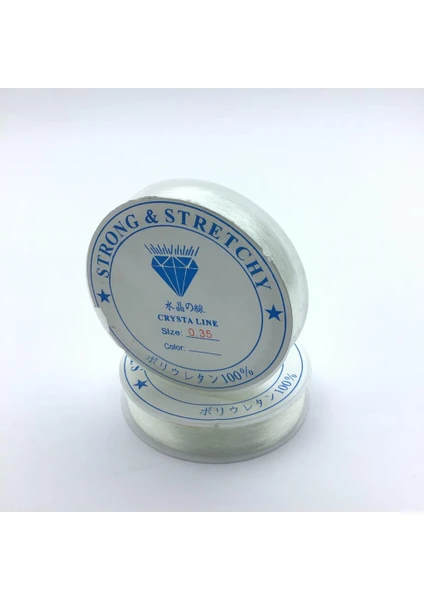 ★ STRONG & STRETCHY ★
水晶の線
CRYSTA LINE
Size: 0.35
Color:
ポリウレタン100%
ポリウレタン100%